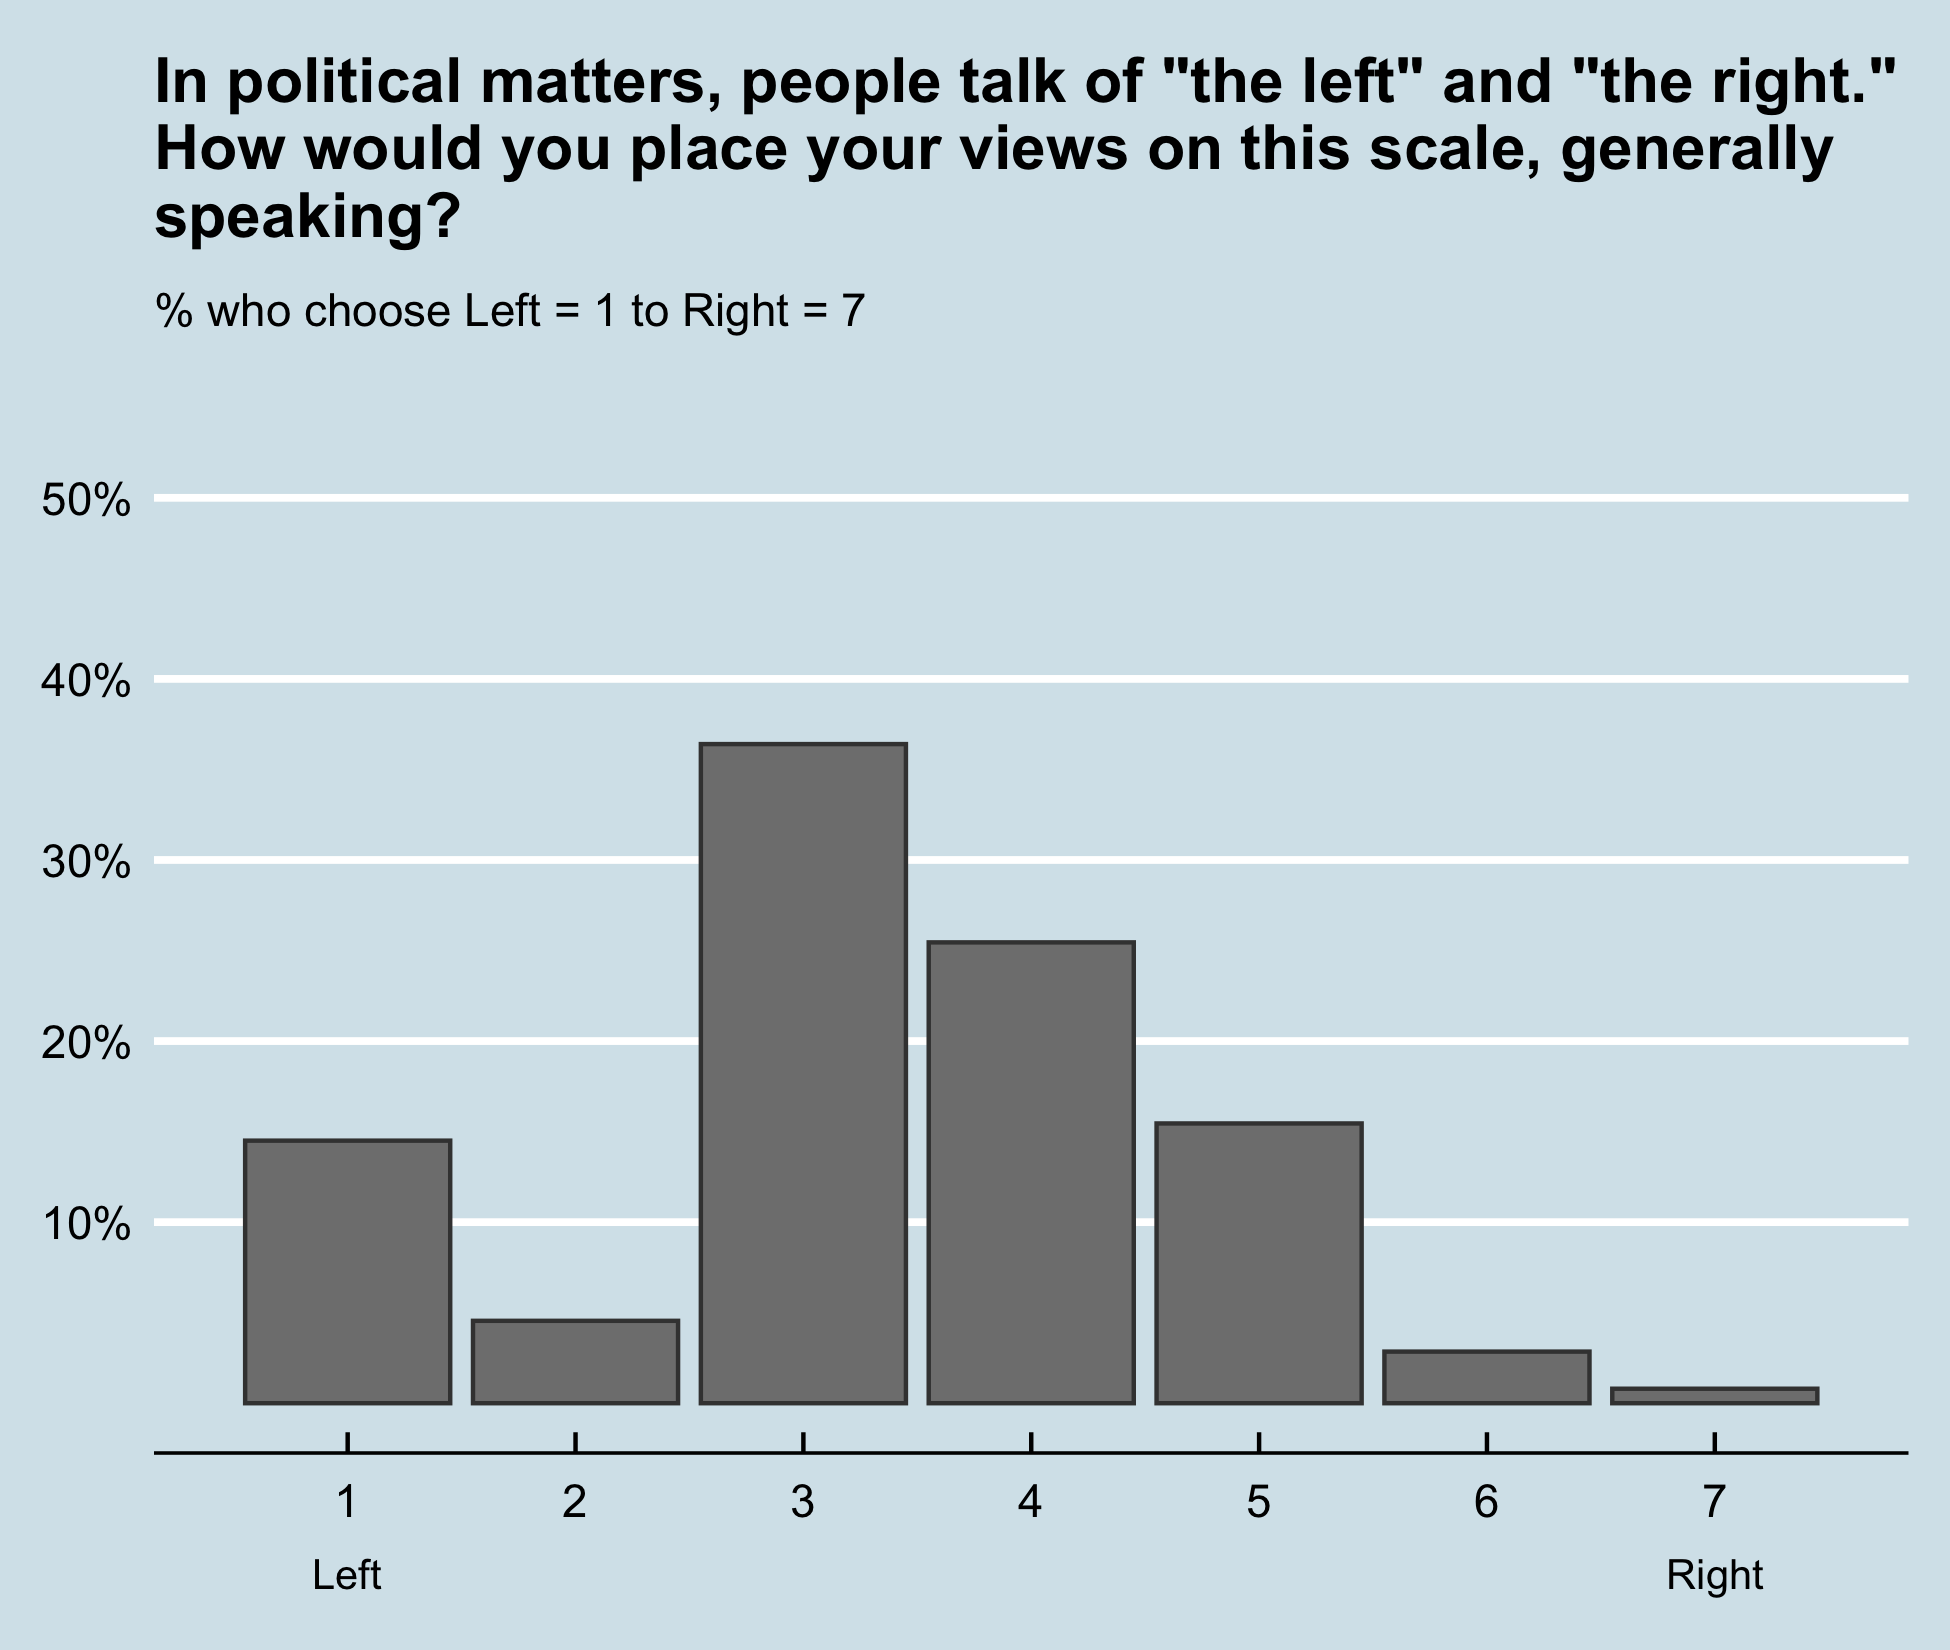 In political matters, people talk of "the left" and "the right."
How would you place your views on this scale, generally
speaking?
% who choose Left = 1 to Right = 7
50%
40%
30%
20%
10%
1 2 3 4 5 6 7
Left Right